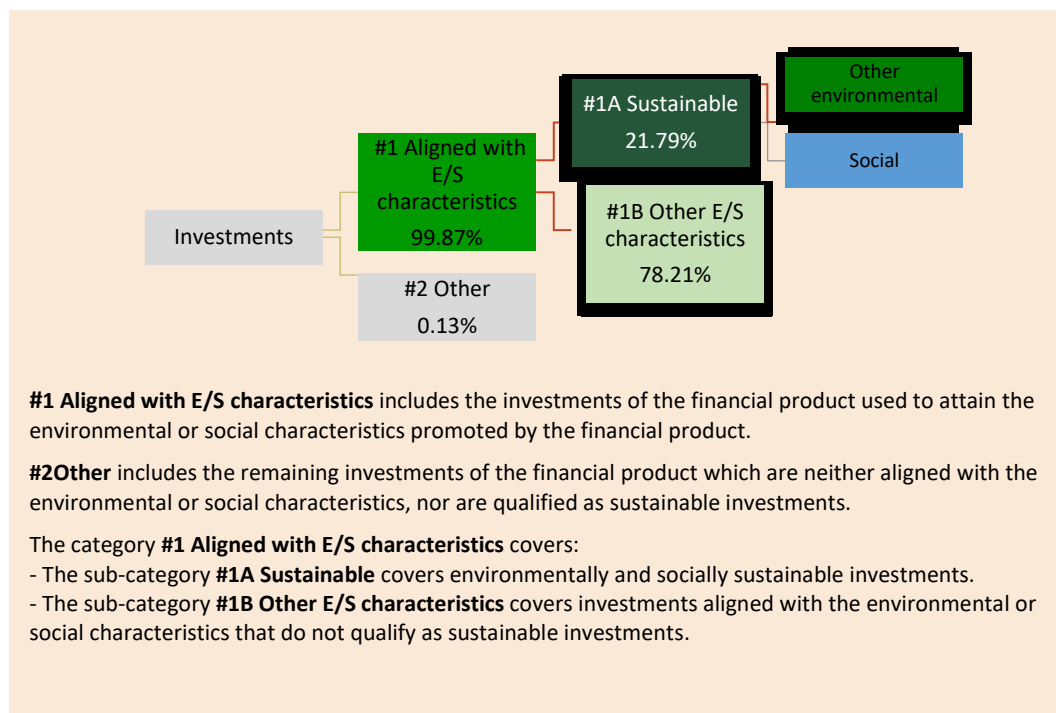 Investments
#1 Aligned with
E/S
characteristics
99.87%
#2 Other
0.13%
#1A Sustainable
21.79%
#1B Other E/S
characteristics
78.21%
Other
environmental
Social
#1 Aligned with E/S characteristics includes the investments of the financial product used to attain the
environmental or social characteristics promoted by the financial product.
#2Other includes the remaining investments of the financial product which are neither aligned with the
environmental or social characteristics, nor are qualified as sustainable investments.
The category #1 Aligned with E/S characteristics covers:
- The sub-category #1A Sustainable covers environmentally and socially sustainable investments.
- The sub-category #1B Other E/S characteristics covers investments aligned with the environmental or
social characteristics that do not qualify as sustainable investments.